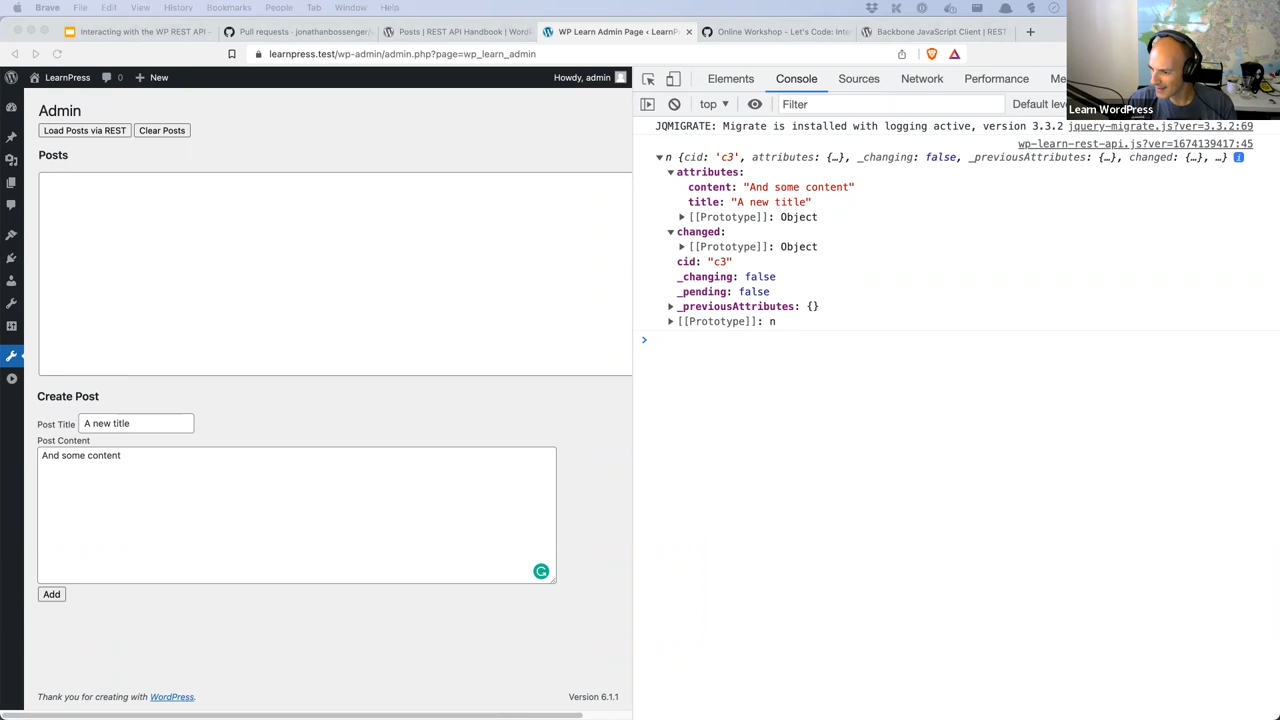 Chrome File Edit View History Bookmarks People Tab Window Help
Interacting with the WP REST API -
Pull requests · jonathanbossenger/
Posts | REST API Handbook | Word
WP Learn Admin Page ‹ LearnPres
Online Workshop - Let's Code: Inte
Backbone JavaScript Client | REST
learnpress.test/wp-admin/admin.php?page=wp_learn_admin
LearnPress 0 New Howdy, admin
Elements Console Sources Network Performance Me
top Filter Default lev
Learn WordPress
Admin
Load Posts via REST Clear Posts
Posts
Create Post
Post Title A new title
Post Content
And some content
Add
Thank you for creating with WordPress. Version 6.1.1
JQMIGRATE: Migrate is installed with logging active, version 3.3.2 jquery-migrate.js?ver=3.3.2:69
wp-learn-rest-api.js?ver=1674139417:45
n {cid: 'c3', attributes: {…}, _changing: false, _previousAttributes: {…}, changed: {…}, …}
attributes:
content: "And some content"
title: "A new title"
[[Prototype]]: Object
changed:
[[Prototype]]: Object
cid: "c3"
_changing: false
_pending: false
_previousAttributes: {}
[[Prototype]]: n